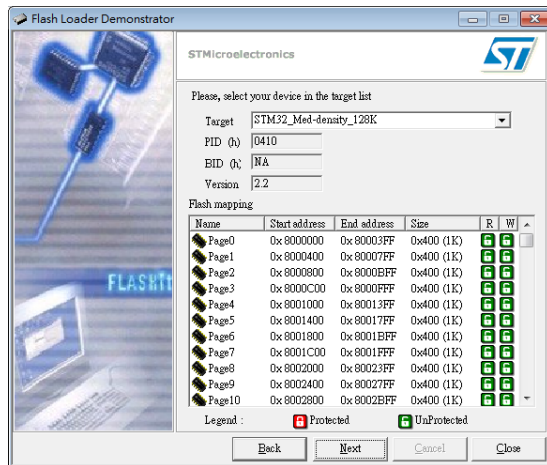 Flash Loader Demonstrator
STMicroelectronics
ST
Please, select your device in the target list
Target STM32_Med-density_128K
PID (h) 0410
BID (h) NA
Version 2.2
Flash mapping
Name Start address End address Size R W
Page0 0x 8000000 0x 80003FF 0x400 (1K)
Page1 0x 8000400 0x 80007FF 0x400 (1K)
Page2 0x 8000800 0x 8000BFF 0x400 (1K)
Page3 0x 8000C00 0x 8000FFF 0x400 (1K)
Page4 0x 8001000 0x 80013FF 0x400 (1K)
Page5 0x 8001400 0x 80017FF 0x400 (1K)
Page6 0x 8001800 0x 8001BFF 0x400 (1K)
Page7 0x 8001C00 0x 8001FFF 0x400 (1K)
Page8 0x 8002000 0x 80023FF 0x400 (1K)
Page9 0x 8002400 0x 80027FF 0x400 (1K)
Page10 0x 8002800 0x 8002BFF 0x400 (1K)
Legend : Protected UnProtected
Back Next Cancel Close